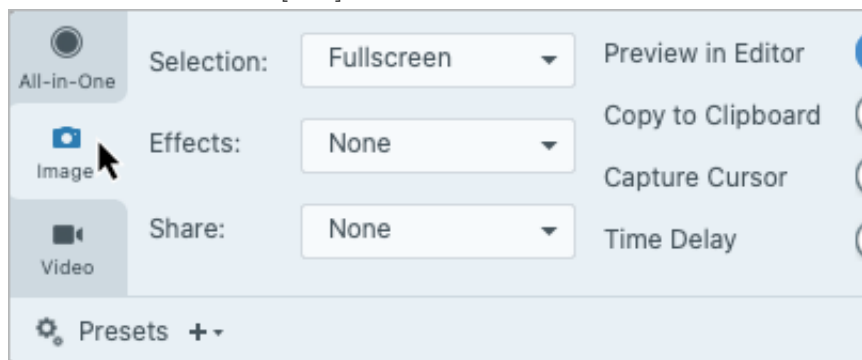 All-in-One
Image
Video
Selection:
Fullscreen
Effects:
None
Share:
None
Preview in Editor
Copy to Clipboard
Capture Cursor
Time Delay
Presets